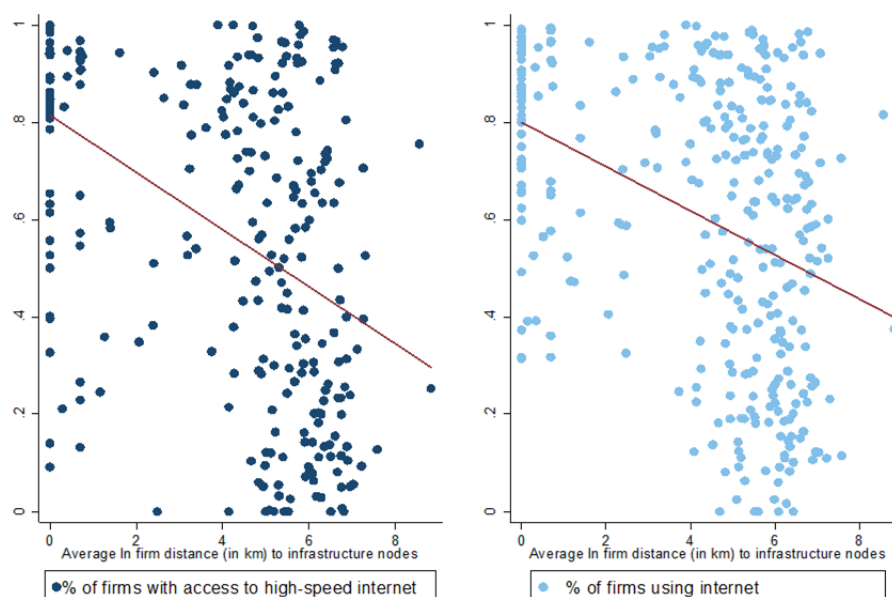 1
.8
.6
.4
.2
0
0 2 4 6 8
Average ln firm distance (in km) to infrastructure nodes
% of firms with access to high-speed internet
1
.8
.6
.4
.2
0
0 2 4 6 8
Average ln firm distance (in km) to infrastructure nodes
% of firms using internet